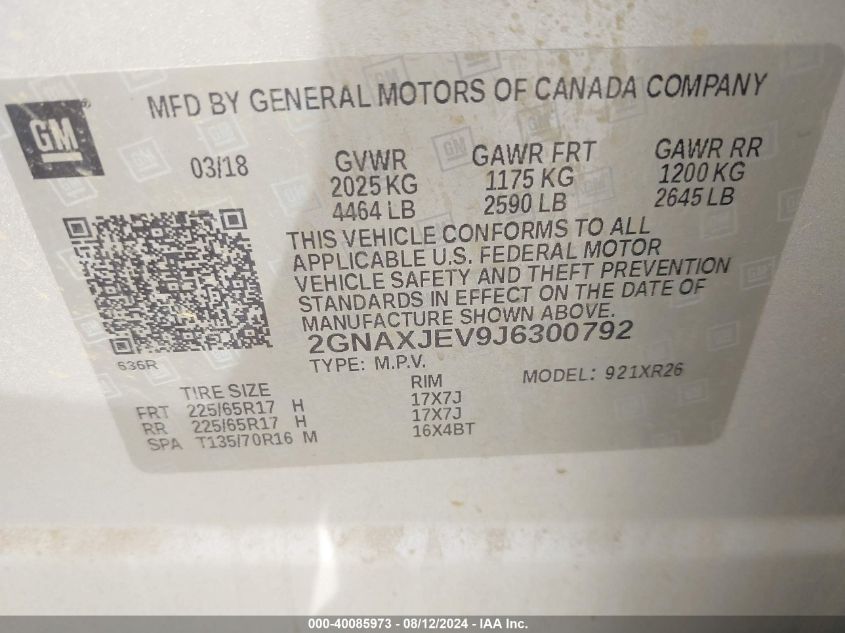 GM
MFD BY GENERAL MOTORS OF CANADA COMPANY
03/18
GVWR
2025 KG
4464 LB
GAWR FRT
1175 KG
2590 LB
GAWR RR
1200 KG
2645 LB
THIS VEHICLE CONFORMS TO ALL
APPLICABLE U.S. FEDERAL MOTOR
VEHICLE SAFETY AND THEFT PREVENTION
STANDARDS IN EFFECT ON THE DATE OF
MANUFACTURE SHOWN ABOVE.
2GNAXJEV9J6300792
636R
TYPE: M.P.V.
MODEL: 921XR26
TIRE SIZE
RIM
FRT 225/65R17 H 17X7J
RR 225/65R17 H 17X7J
SPA T135/70R16 M 16X4BT
000-40085973 - 08/12/2024 - IAA Inc.